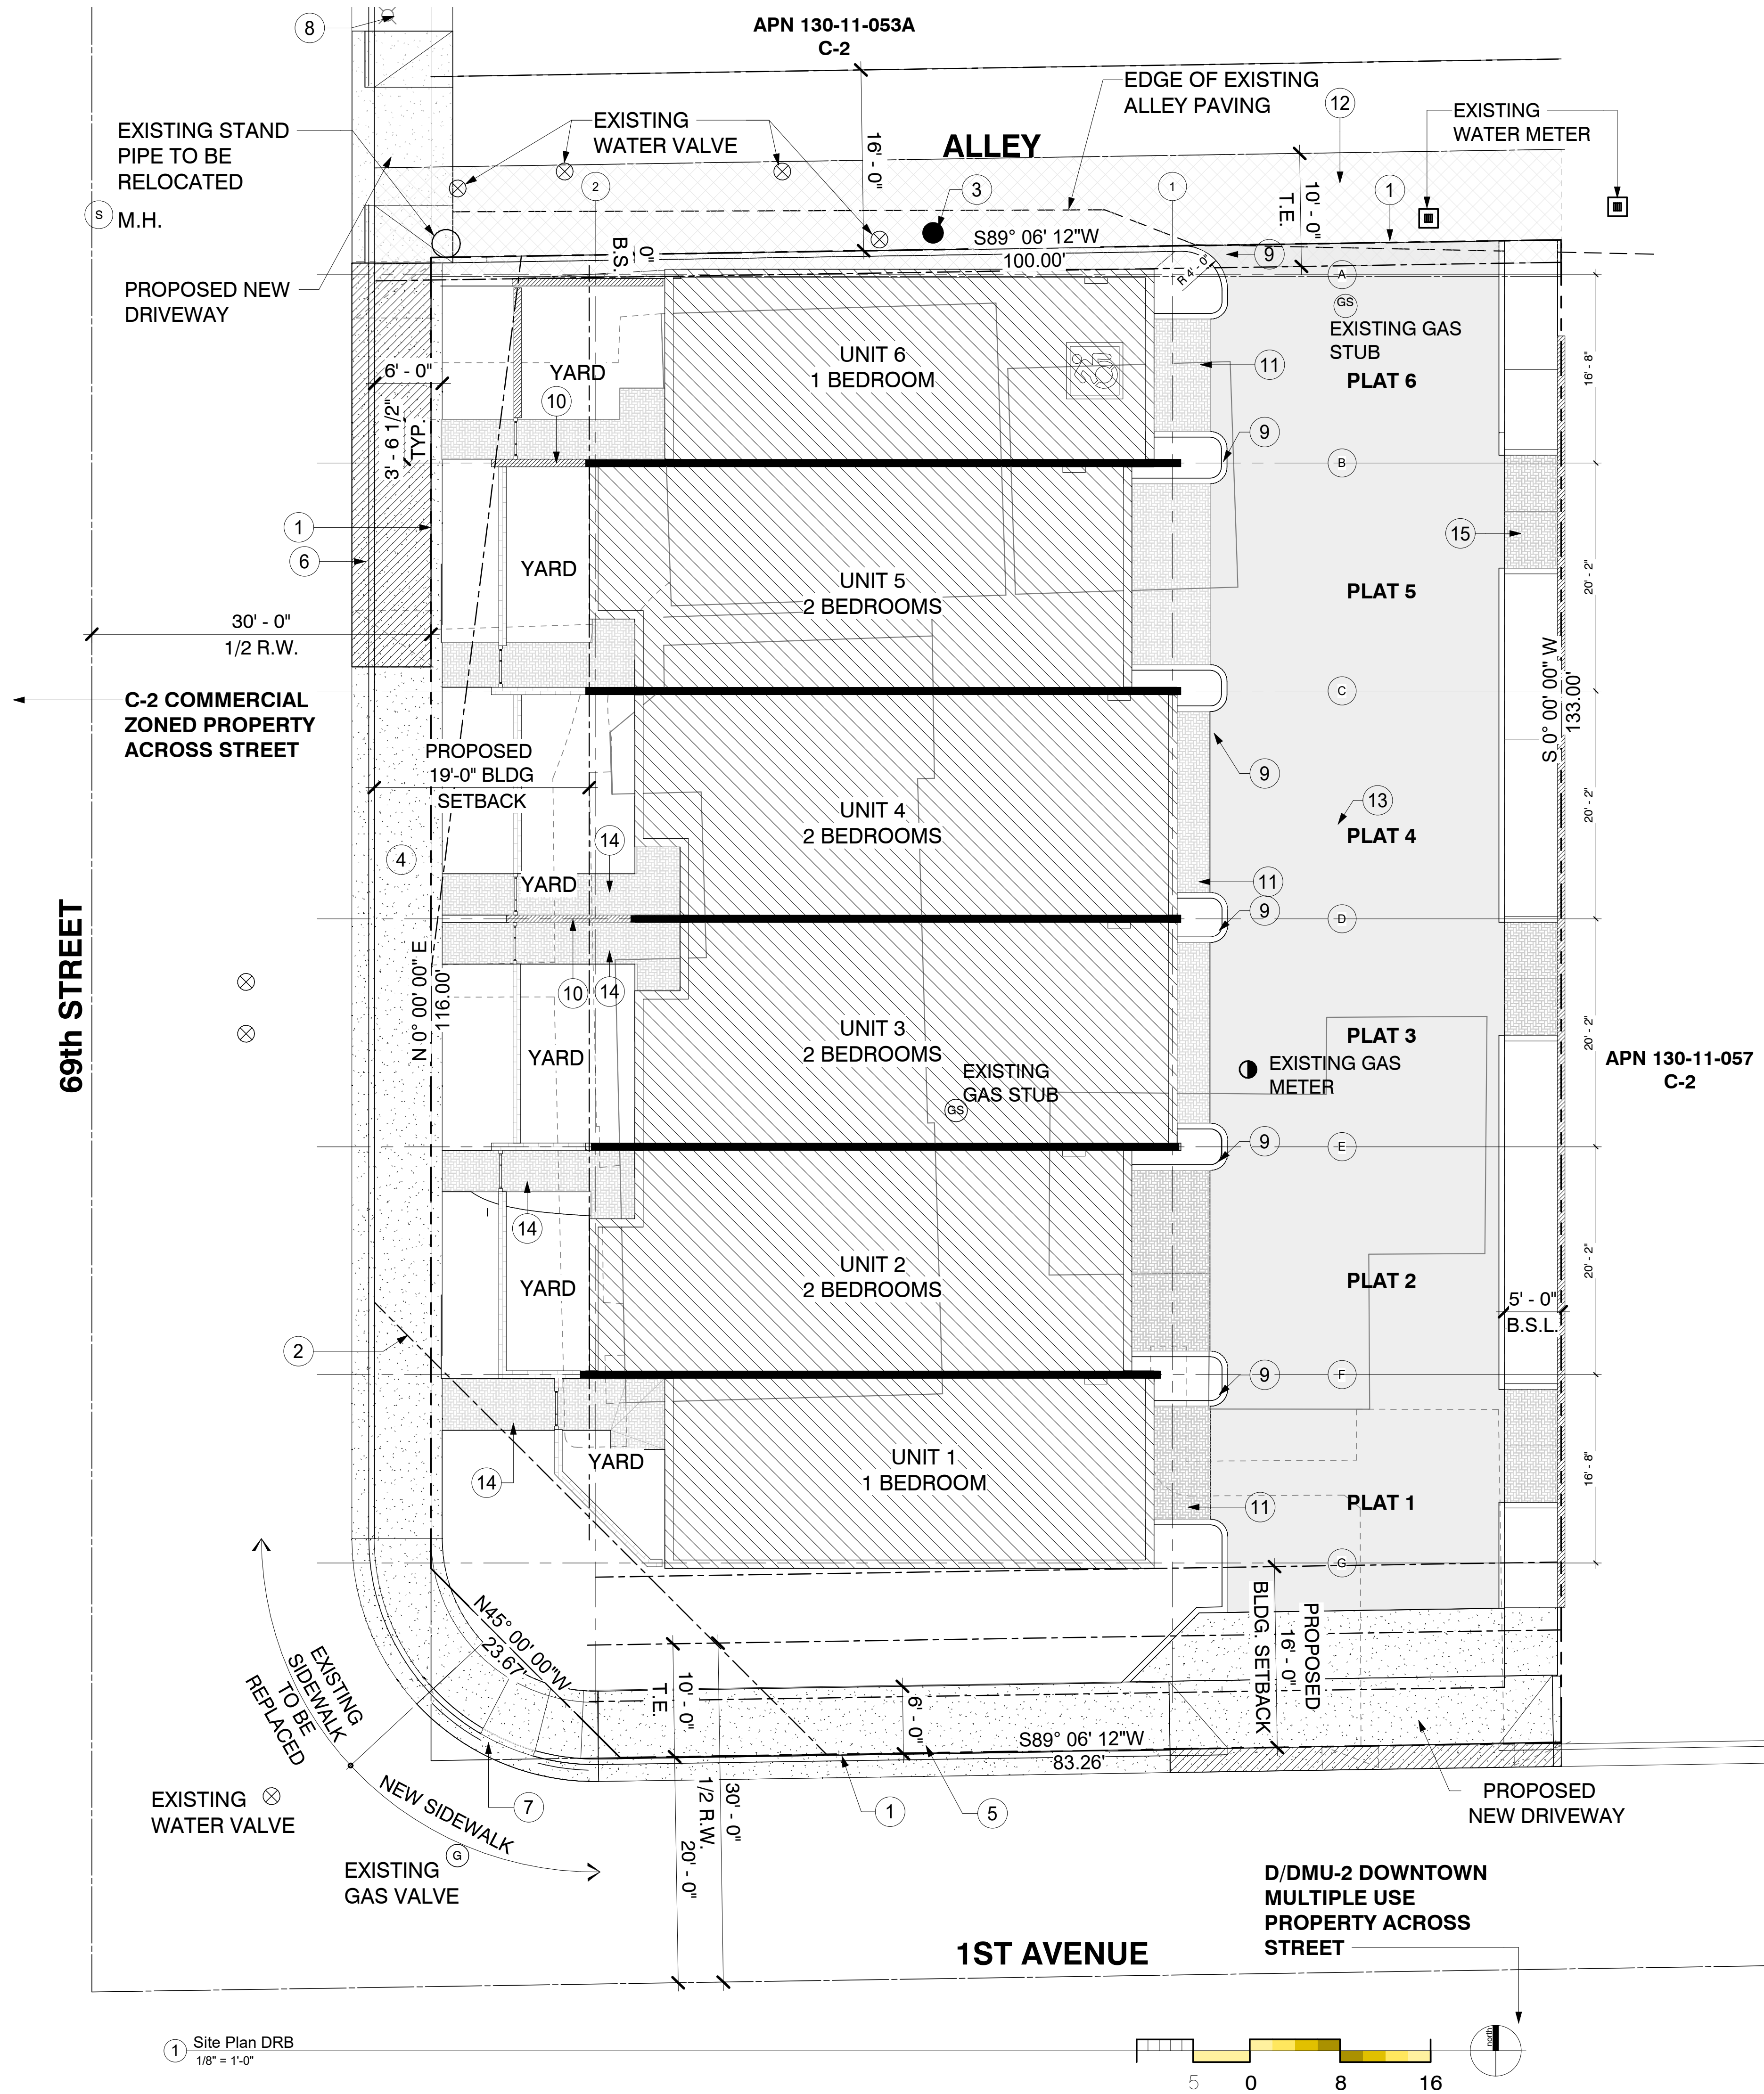 8
APN 130-11-053A
C-2
EDGE OF EXISTING
ALLEY PAVING
12
EXISTING
WATER METER
EXISTING STAND
PIPE TO BE
RELOCATED
EXISTING
WATER VALVE
16' - 0"
ALLEY
10' - 0"
T.E.
S
M.H.
2
3
1
1
B.S.
0"
S89° 06' 12"W
100.00'
R 4' - 0"
9
A
PROPOSED NEW
DRIVEWAY
GS
EXISTING GAS
STUB
PLAT 6
16' - 8"
UNIT 6
1 BEDROOM
11
6' - 0"
YARD
10
3' - 6 1/2"
TYP.
9
B
1
6
15
YARD
UNIT 5
2 BEDROOMS
PLAT 5
20' - 2"
30' - 0"
1/2 R.W.
C
S 0° 00' 00" W
133.00'
C-2 COMMERCIAL
ZONED PROPERTY
ACROSS STREET
PROPOSED
19'-0" BLDG
SETBACK
9
13
UNIT 4
2 BEDROOMS
PLAT 4
20' - 2"
4
14
YARD
11
9
D
69th STREET
N 0° 00' 00" E
116.00'
10
14
YARD
UNIT 3
2 BEDROOMS
PLAT 3
20' - 2"
APN 130-11-057
C-2
EXISTING
GAS STUB
GS
EXISTING GAS
METER
9
E
14
YARD
UNIT 2
2 BEDROOMS
PLAT 2
20' - 2"
5' - 0"
B.S.L.
2
9
F
14
YARD
UNIT 1
1 BEDROOM
PLAT 1
11
16' - 8"
G
PROPOSED
16' - 0"
BLDG. SETBACK
N45° 00' 00"W
23.67'
EXISTING
SIDEWALK
TO BE
REPLACED
10' - 0"
T.E.
6' - 0"
S89° 06' 12"W
83.26'
7
1
5
PROPOSED
NEW DRIVEWAY
EXISTING
WATER VALVE
NEW SIDEWALK
30' - 0"
1/2 R.W.
20' - 0"
G
EXISTING
GAS VALVE
D/DMU-2 DOWNTOWN
MULTIPLE USE
PROPERTY ACROSS
STREET
1ST AVENUE
1
Site Plan DRB
1/8" = 1'-0"
north
5
0
8
16